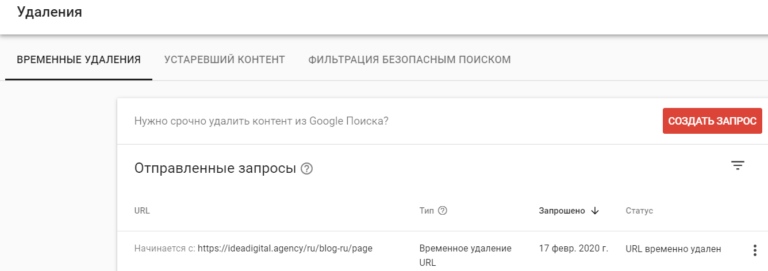 Удаления
ВРЕМЕННЫЕ УДАЛЕНИЯ УСТАРЕВШИЙ КОНТЕНТ ФИЛЬТРАЦИЯ БЕЗОПАСНЫМ ПОИСКОМ
Нужно срочно удалить контент из Google Поиска? СОЗДАТЬ ЗАПРОС
Отправленные запросы
URL Тип Запрошено Статус
Начинается с: https://ideadigital.agency/ru/blog-ru/page Временное удаление 17 февр. 2020 г. URL временно удален
URL